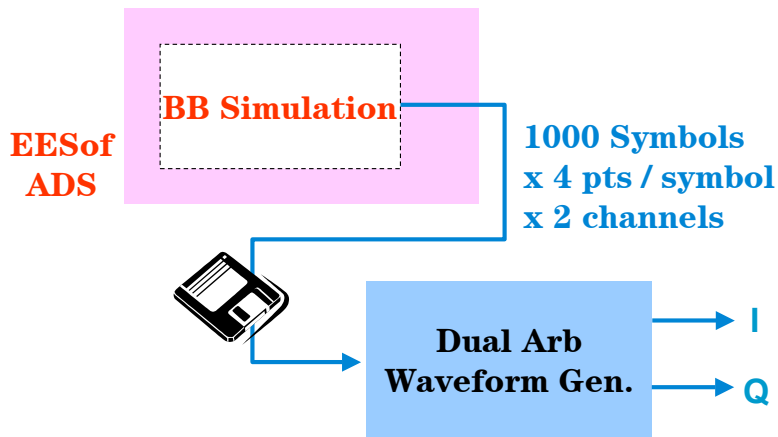 BB Simulation
EESof
ADS
1000 Symbols
x 4 pts / symbol
x 2 channels
Dual Arb
Waveform Gen.
I
Q